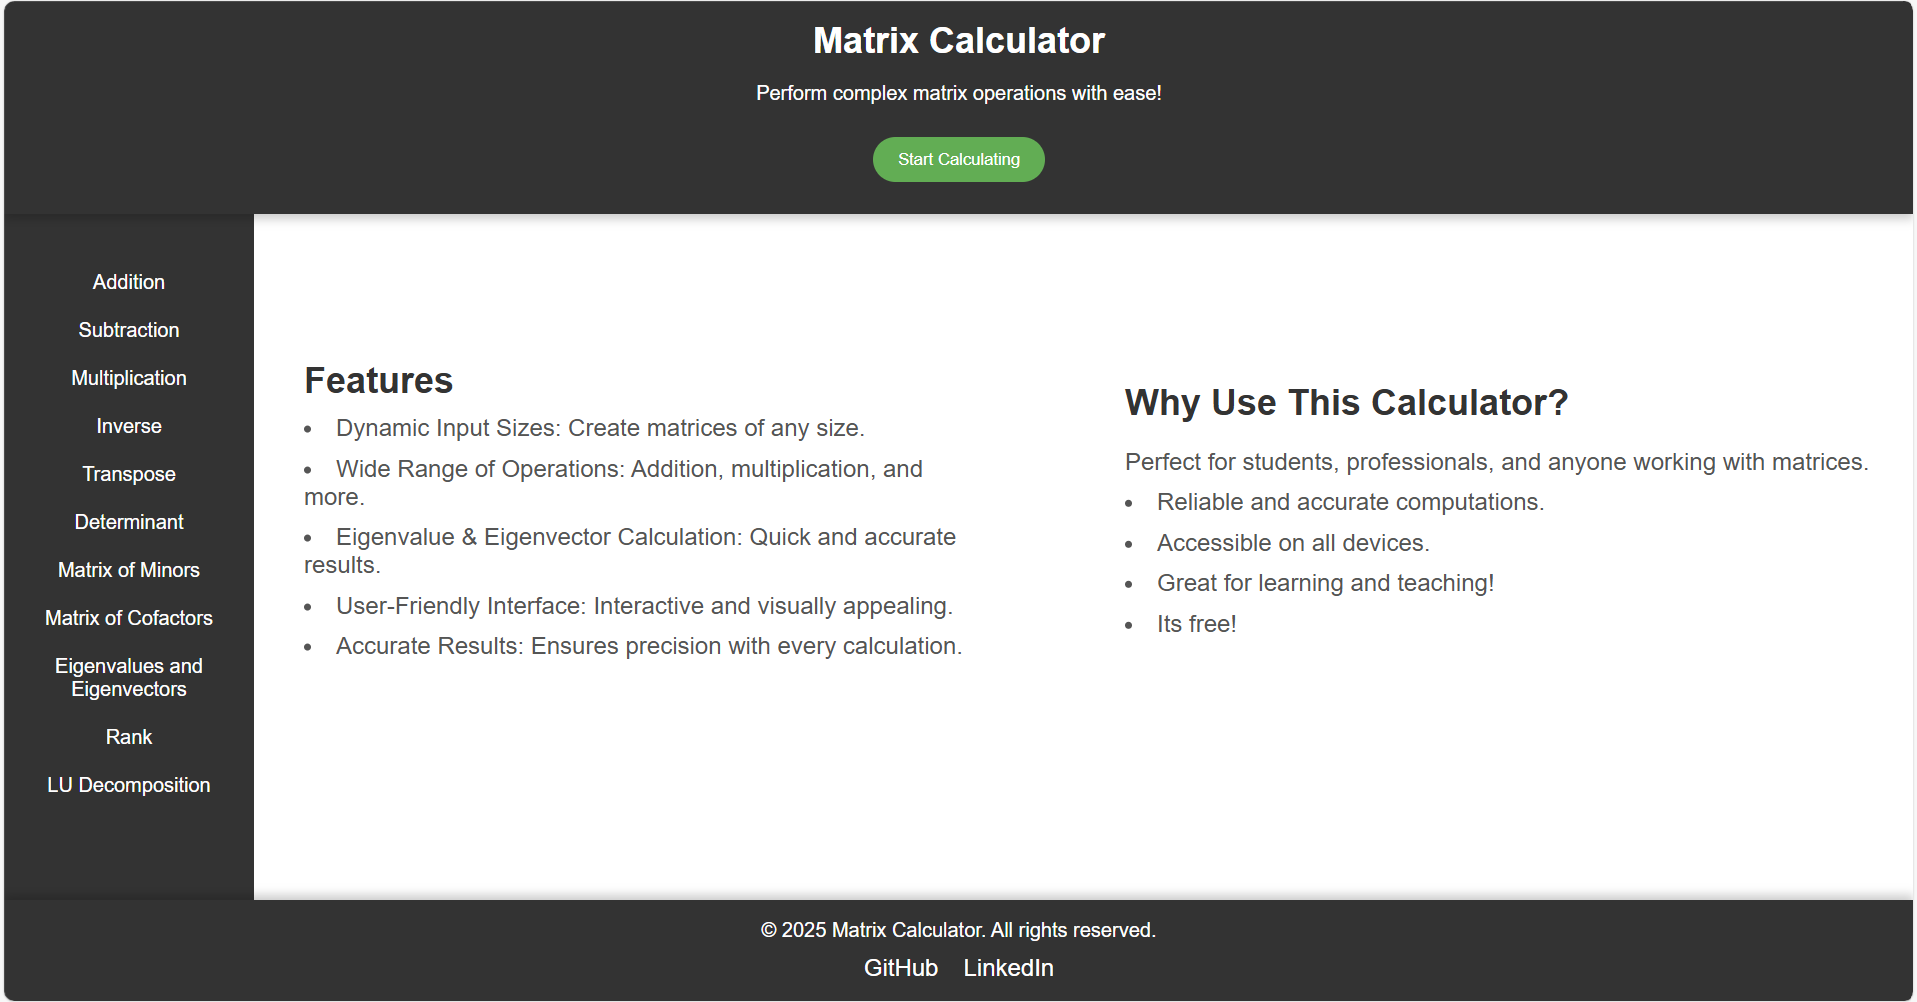 Matrix Calculator
Perform complex matrix operations with ease!
Start Calculating
Addition
Subtraction
Multiplication
Inverse
Transpose
Determinant
Matrix of Minors
Matrix of Cofactors
Eigenvalues and
Eigenvectors
Rank
LU Decomposition
Features
• Dynamic Input Sizes: Create matrices of any size.
• Wide Range of Operations: Addition, multiplication, and
more.
• Eigenvalue & Eigenvector Calculation: Quick and accurate
results.
• User-Friendly Interface: Interactive and visually appealing.
• Accurate Results: Ensures precision with every calculation.
Why Use This Calculator?
Perfect for students, professionals, and anyone working with matrices.
• Reliable and accurate computations.
• Accessible on all devices.
• Great for learning and teaching!
• Its free!
© 2025 Matrix Calculator. All rights reserved.
GitHub LinkedIn